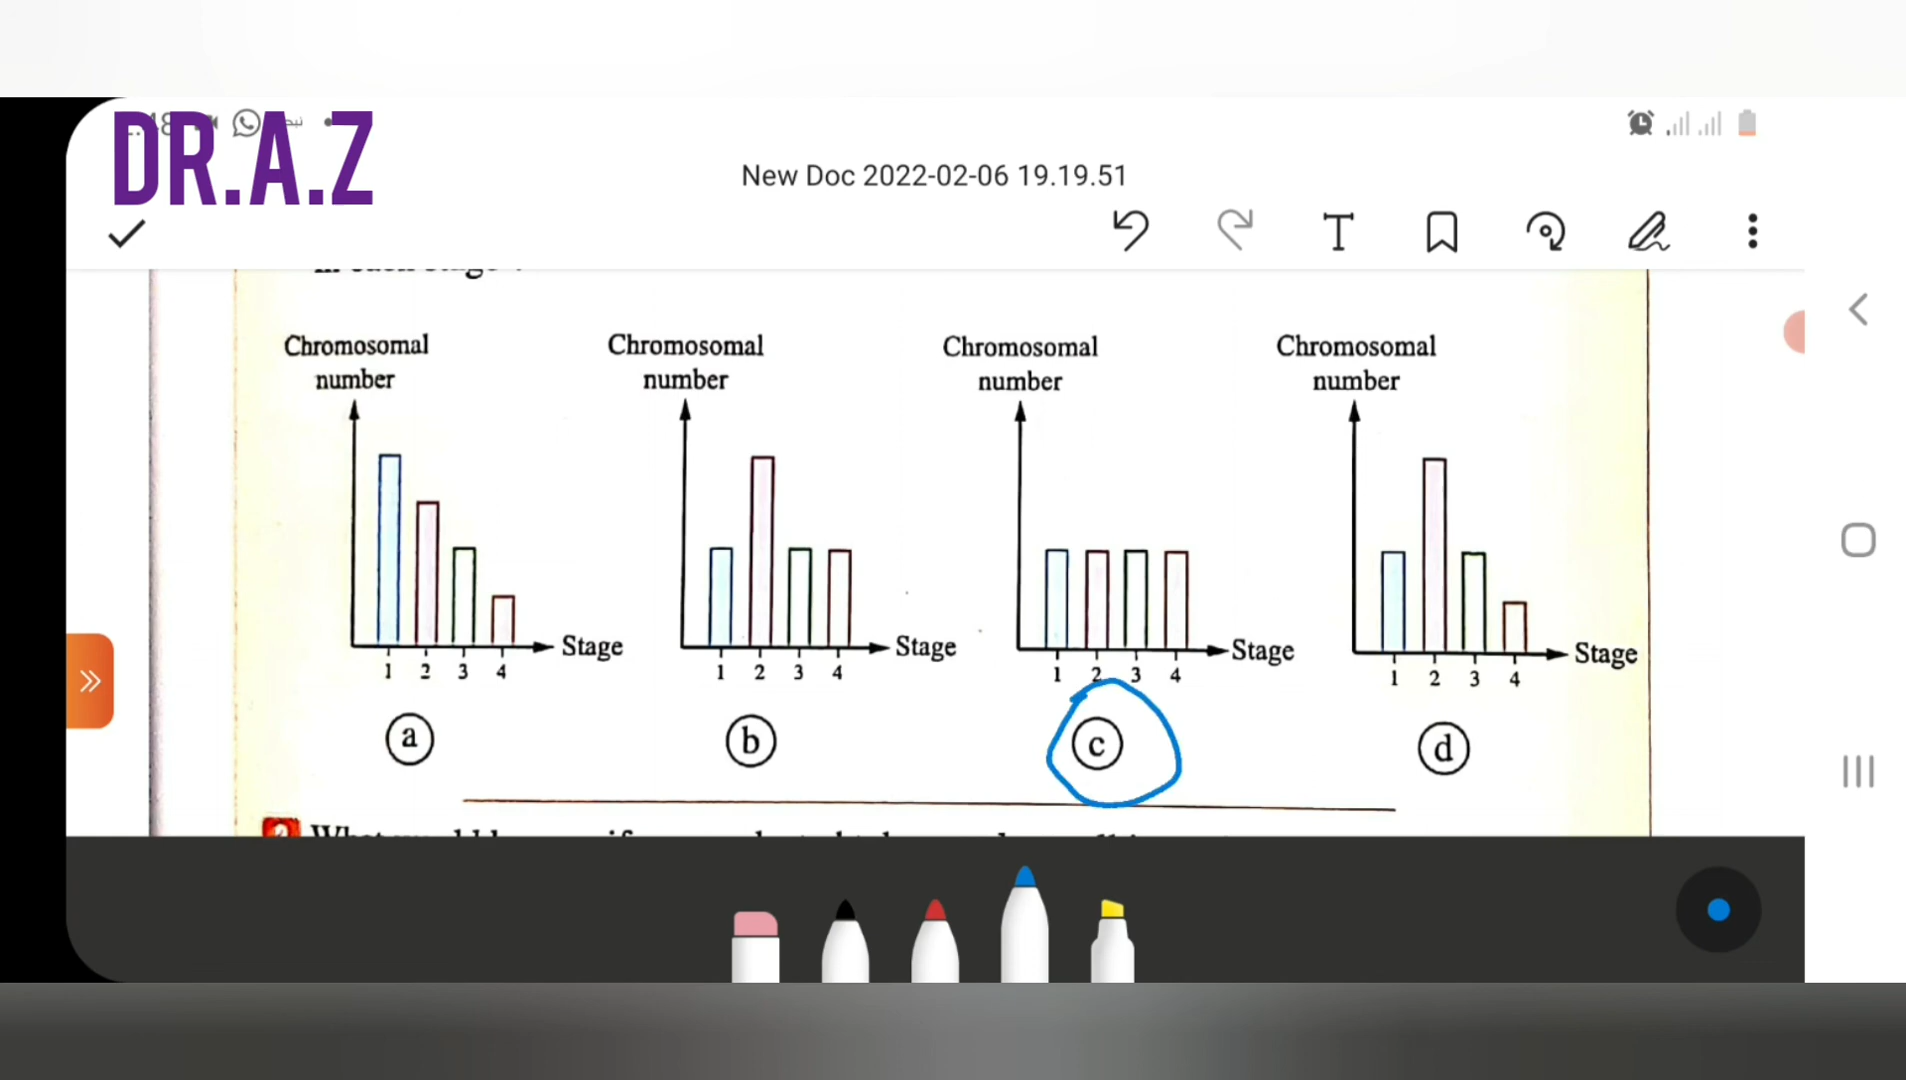 DR.A.Z
New Doc 2022-02-06 19.19.51
Chromosomal number
Chromosomal number
Chromosomal number
Chromosomal number
Stage
Stage
Stage
Stage
1 2 3 4
1 2 3 4
1 2 3 4
1 2 3 4
a
b
c
d